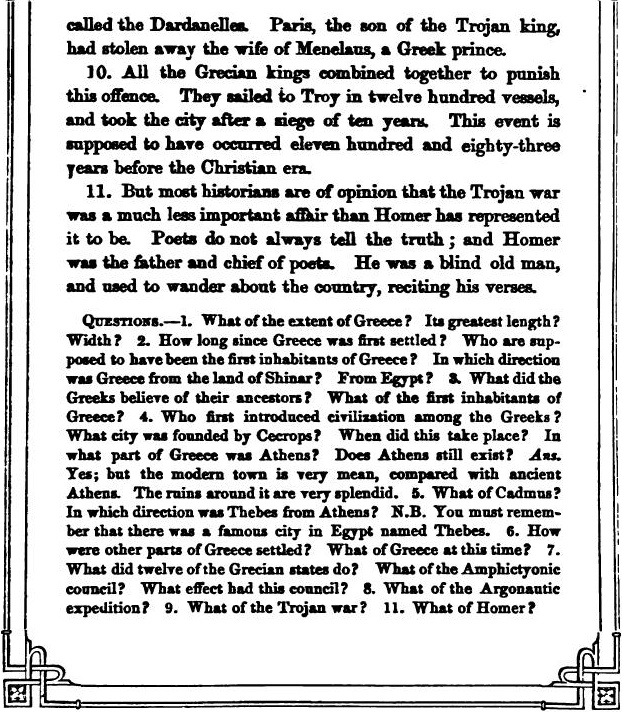 called the Dardanelles. Paris, the son of the Trojan king,
had stolen away the wife of Menelaus, a Greek prince.
10. All the Grecian kings combined together to punish
this offence. They sailed to Troy in twelve hundred vessels,
and took the city after a siege of ten years. This event is
supposed to have occurred eleven hundred and eighty-three
years before the Christian era.
11. But most historians are of opinion that the Trojan war
was a much less important affair than Homer has represented
it to be. Poets do not always tell the truth; and Homer
was the father and chief of poets. He was a blind old man,
and used to wander about the country, reciting his verses.
QUESTIONS.—1. What of the extent of Greece? Its greatest length?
Width? 2. How long since Greece was first settled? Who are sup-
posed to have been the first inhabitants of Greece? In which direction
was Greece from the land of Shinar? From Egypt? 3. What did the
Greeks believe of their ancestors? What of the first inhabitants of
Greece? 4. Who first introduced civilization among the Greeks?
What city was founded by Cecrops? When did this take place? In
what part of Greece was Athens? Does Athens still exist? Ans.
Yes; but the modern town is very mean, compared with ancient
Athens. The ruins around it are very splendid. 5. What of Cadmus?
In which direction was Thebes from Athens? N.B. You must remem-
ber that there was a famous city in Egypt named Thebes. 6. How
were other parts of Greece settled? What of Greece at this time? 7.
What did twelve of the Grecian states do? What of the Amphictyonic
council? What effect had this council? 8. What of the Argonautic
expedition? 9. What of the Trojan war? 11. What of Homer?